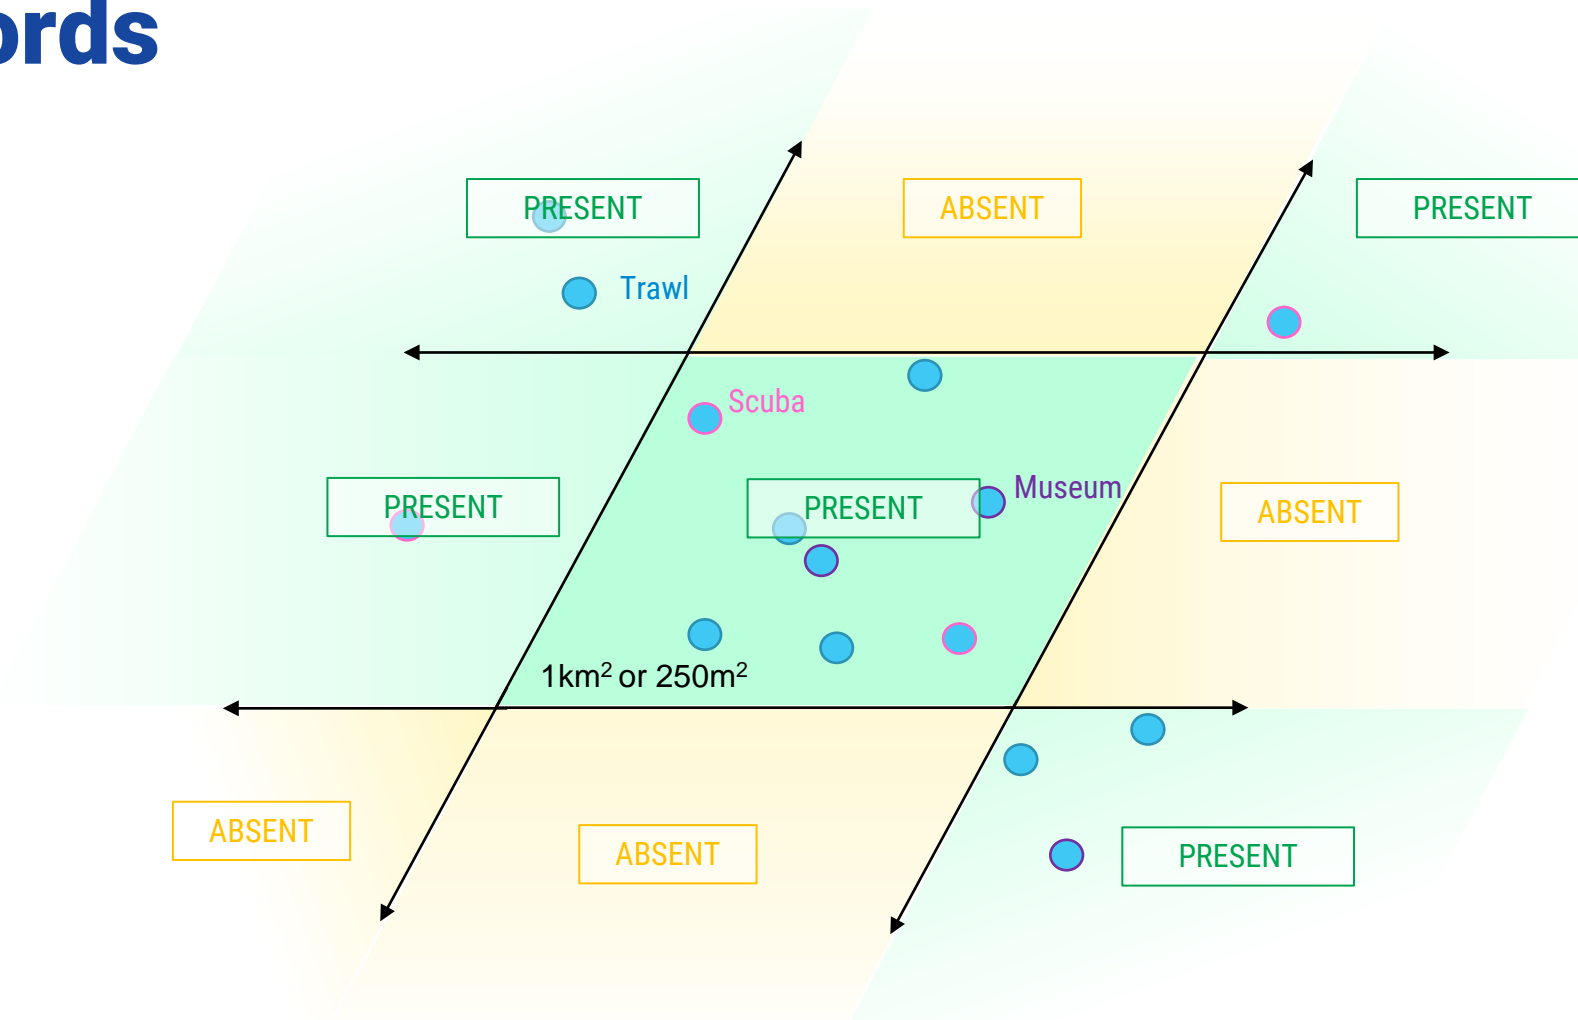 ords
PRESENT
ABSENT
PRESENT
Trawl
Scuba
Museum
PRESENT
PRESENT
ABSENT
1km² or 250m²
ABSENT
ABSENT
PRESENT